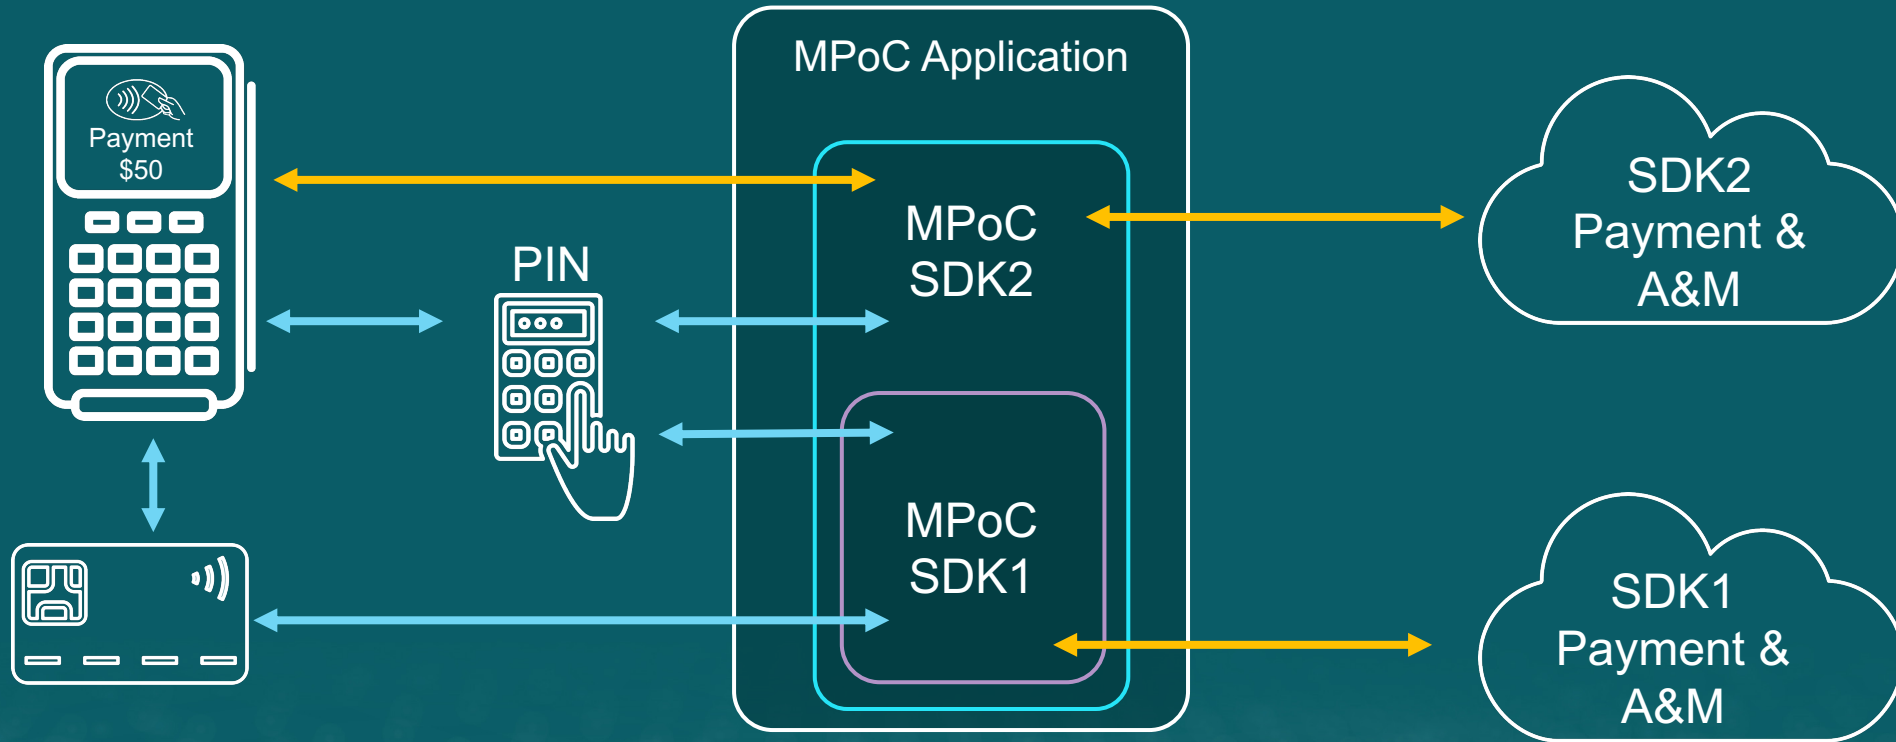 MPoC Application
Payment
$50
PIN
MPoC
SDK2
MPoC
SDK1
SDK2
Payment &
A&M
SDK1
Payment &
A&M